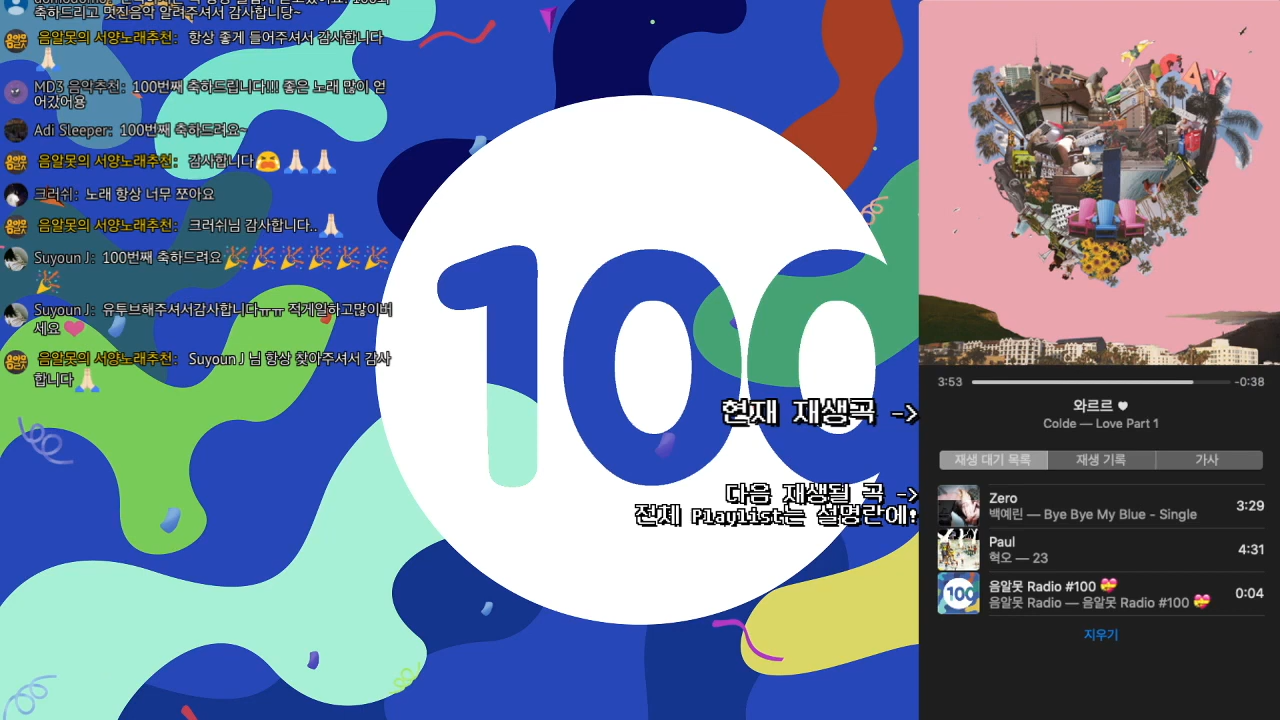 축하드리고 멋진음악 알려주셔서 감사합니당~
음알못의 서양노래추천: 항상 좋게 들어주셔서 감사합니다
🙏🏻
MD3 음악추천: 100번째 축하드립니다!!! 좋은 노래 많이 얻
어갔어용
Adi Sleeper: 100번째 축하드려요~
음알못의 서양노래추천: 감사합니다😫🙏🏻🙏🏻
크러쉬: 노래 항상 너무 쪼아요
음알못의 서양노래추천: 크러쉬님 감사합니다..🙏🏻
Suyoun J: 100번째 축하드려요🎉🎉🎉🎉🎉🎉
🎉
Suyoun J: 유투브해주셔서감사합니다ㅠㅠ 적게일하고많이버
세요❤
음알못의 서양노래추천: Suyoun J 님 항상 찾아주셔서 감사
합니다🙏🏻
100
현재 재생곡 ->
다음 재생될 곡 ->
전체 Playlist는 설명란에!
3:53
-0:38
와르르 ♥
Colde — Love Part 1
재생 대기 목록
재생 기록
가사
Zero
백예린 — Bye Bye My Blue - Single
3:29
Paul
혁오 — 23
4:31
음알못 Radio #100 💝
음알못 Radio — 음알못 Radio #100 💝
0:04
지우기
100